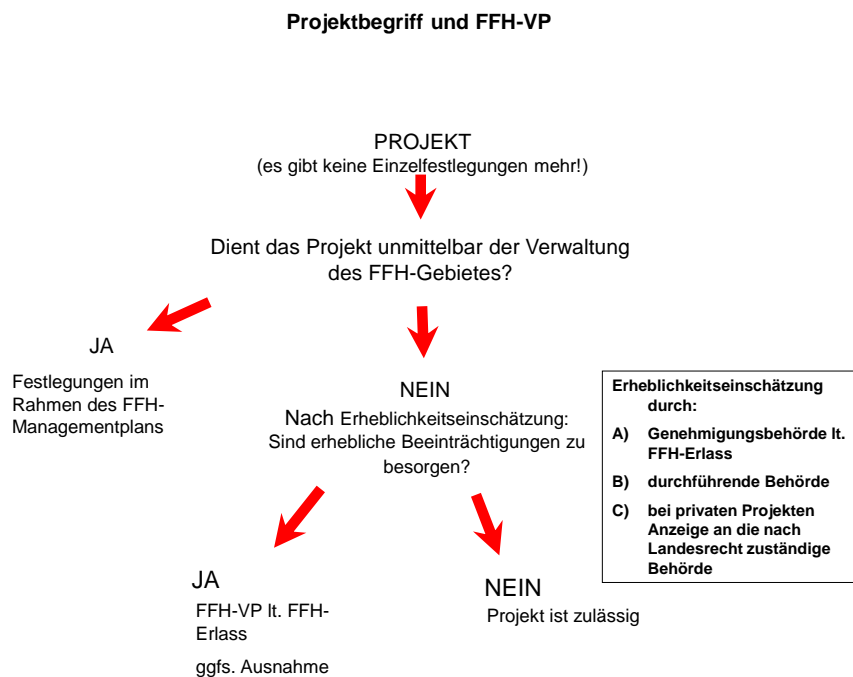 Projektbegriff und FFH-VP
PROJEKT
(es gibt keine Einzelfestlegungen mehr!)
Dient das Projekt unmittelbar der Verwaltung
des FFH-Gebietes?
JA
Festlegungen im
Rahmen des FFH-
Managementplans
NEIN
Nach Erheblichkeitseinschätzung:
Sind erhebliche Beeinträchtigungen zu
besorgen?
Erheblichkeitseinschätzung
durch:
A) Genehmigungsbehörde lt.
FFH-Erlass
B) durchführende Behörde
C) bei privaten Projekten
Anzeige an die nach
Landesrecht zuständige
Behörde
JA
FFH-VP lt. FFH-
Erlass
ggfs. Ausnahme
NEIN
Projekt ist zulässig